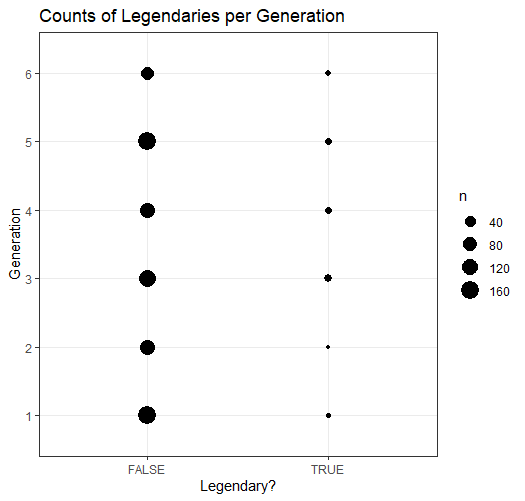 Counts of Legendaries per Generation
Generation
6
5
4
3
2
1
FALSE
TRUE
Legendary?
n
40
80
120
160